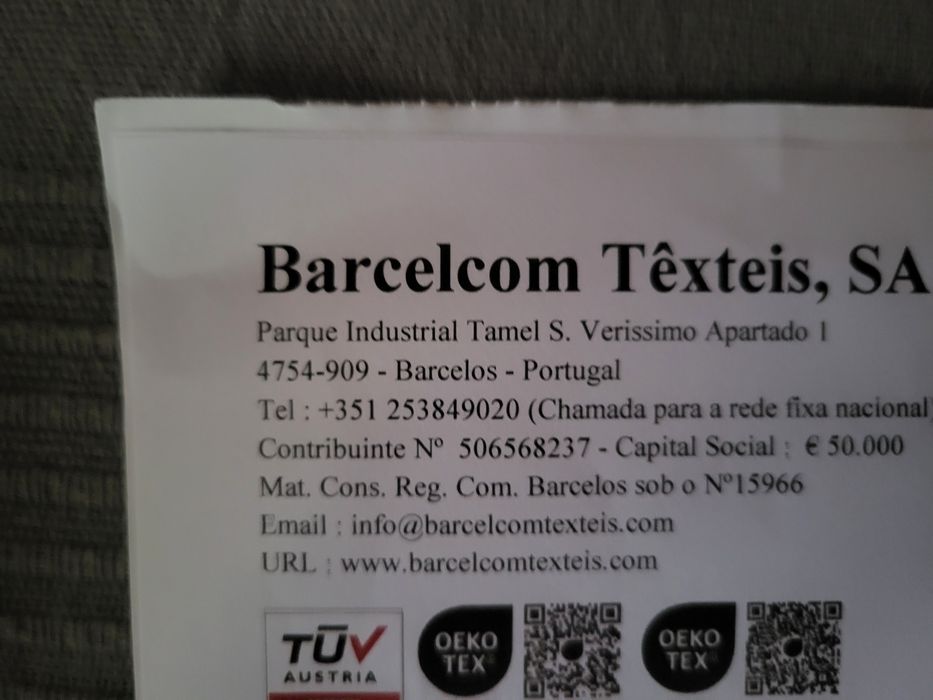 Barcelcom Têxteis, SA
Parque Industrial Tamel S. Verissimo Apartado 1
4754-909 - Barcelos - Portugal
Tel : +351 253849020 (Chamada para a rede fixa nacional)
Contribuinte Nº 506568237 - Capital Social : € 50.000
Mat. Cons. Reg. Com. Barcelos sob o Nº15966
Email : info@barcelcomtexteis.com
URL : www.barcelcomtexteis.com
TÜV
AUSTRIA
OEKO
TEX
OEKO
TEX